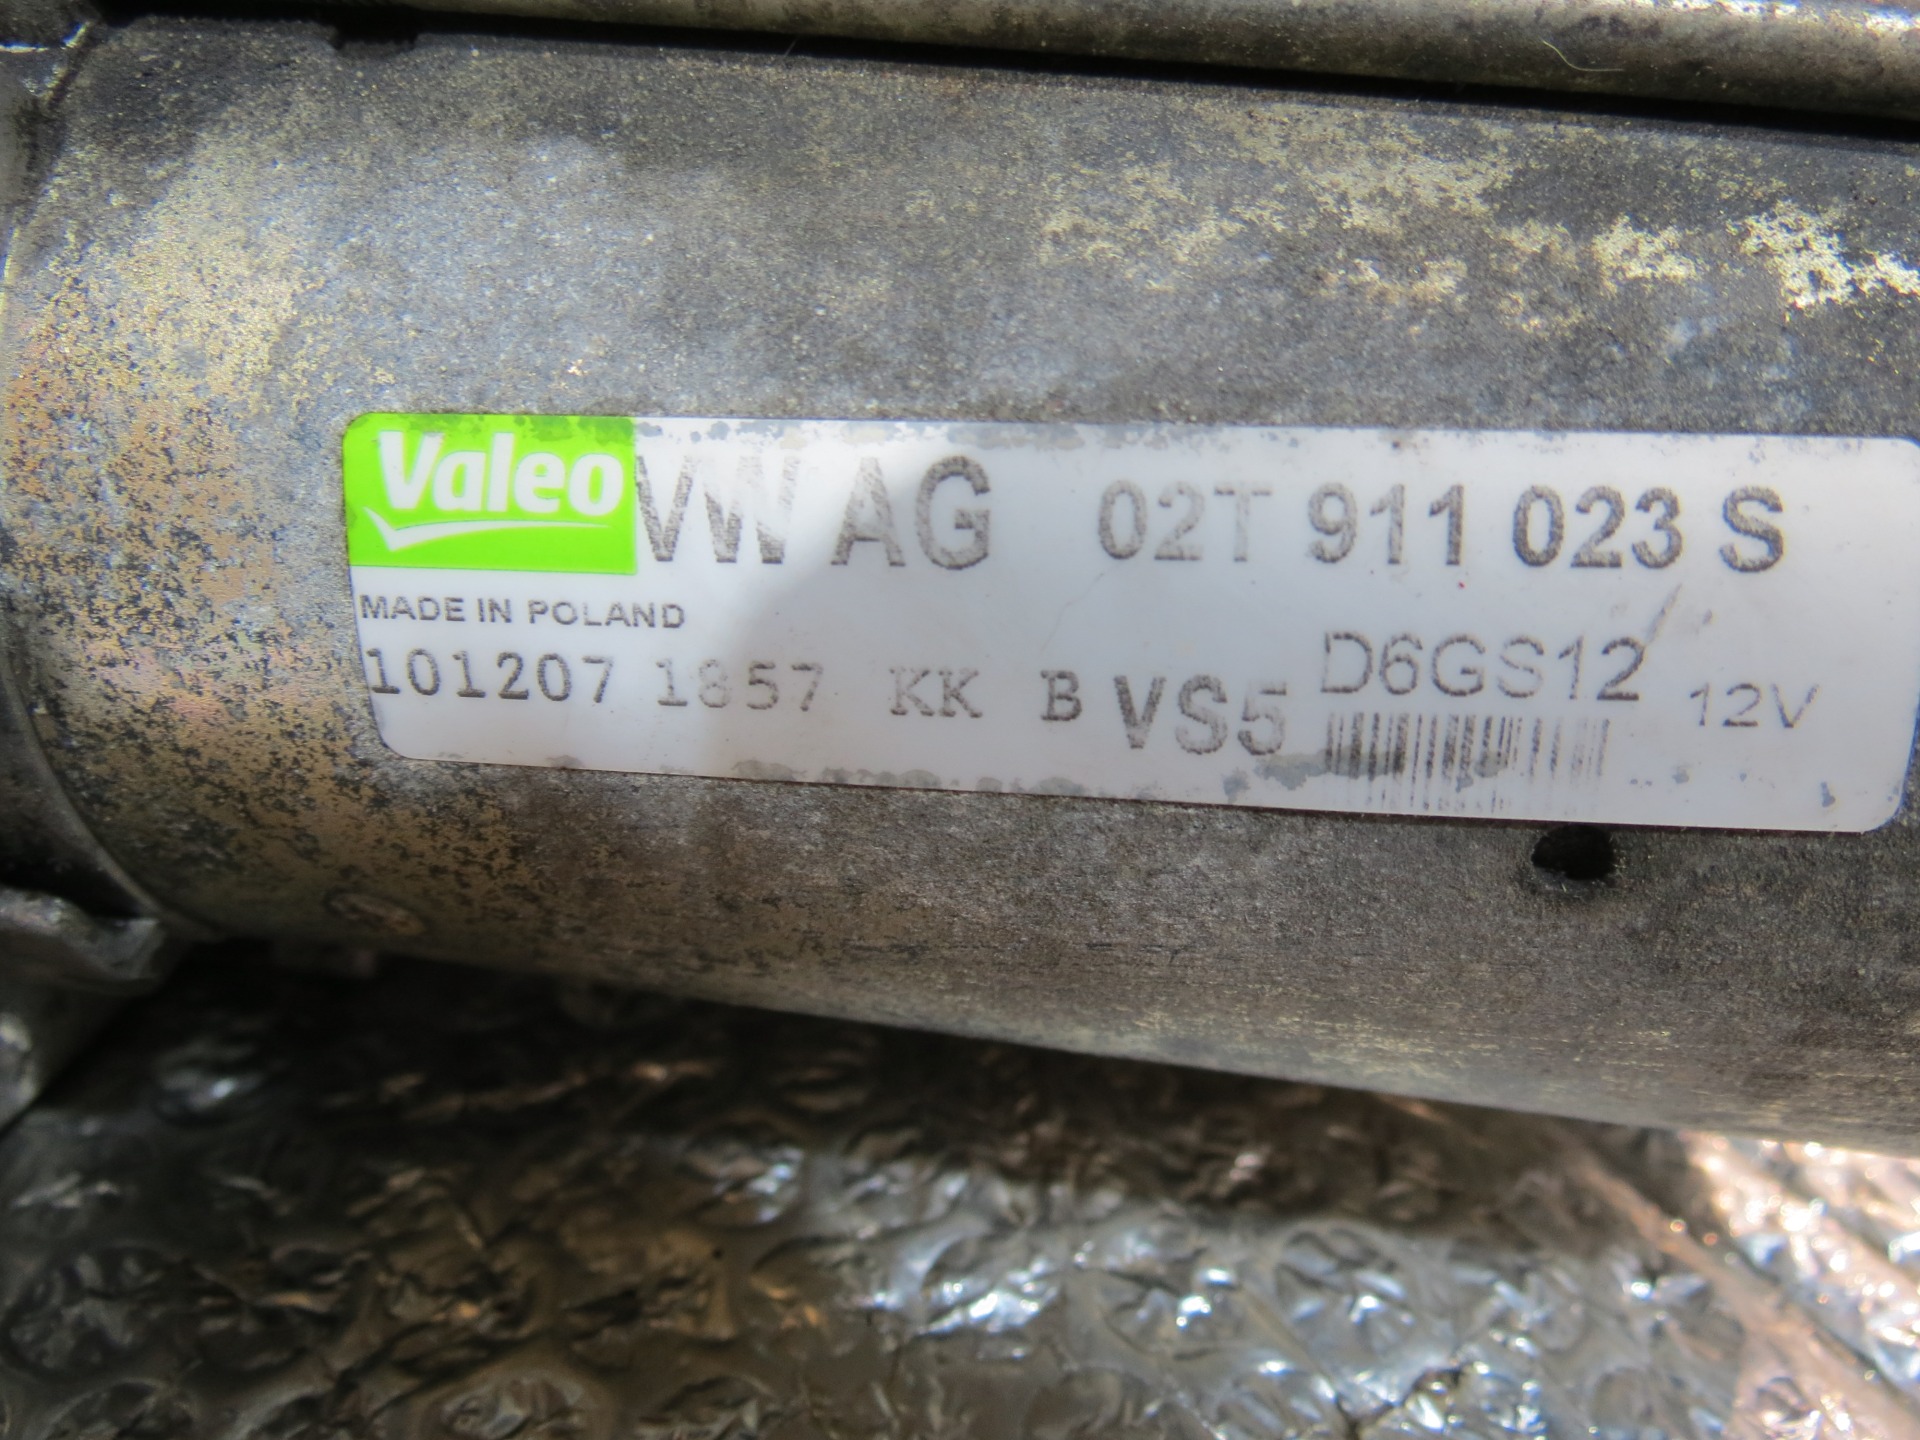 Valeo VW AG 02T 911 023 S
MADE IN POLAND
101207 1857 KK B VS5 D6GS12 12V